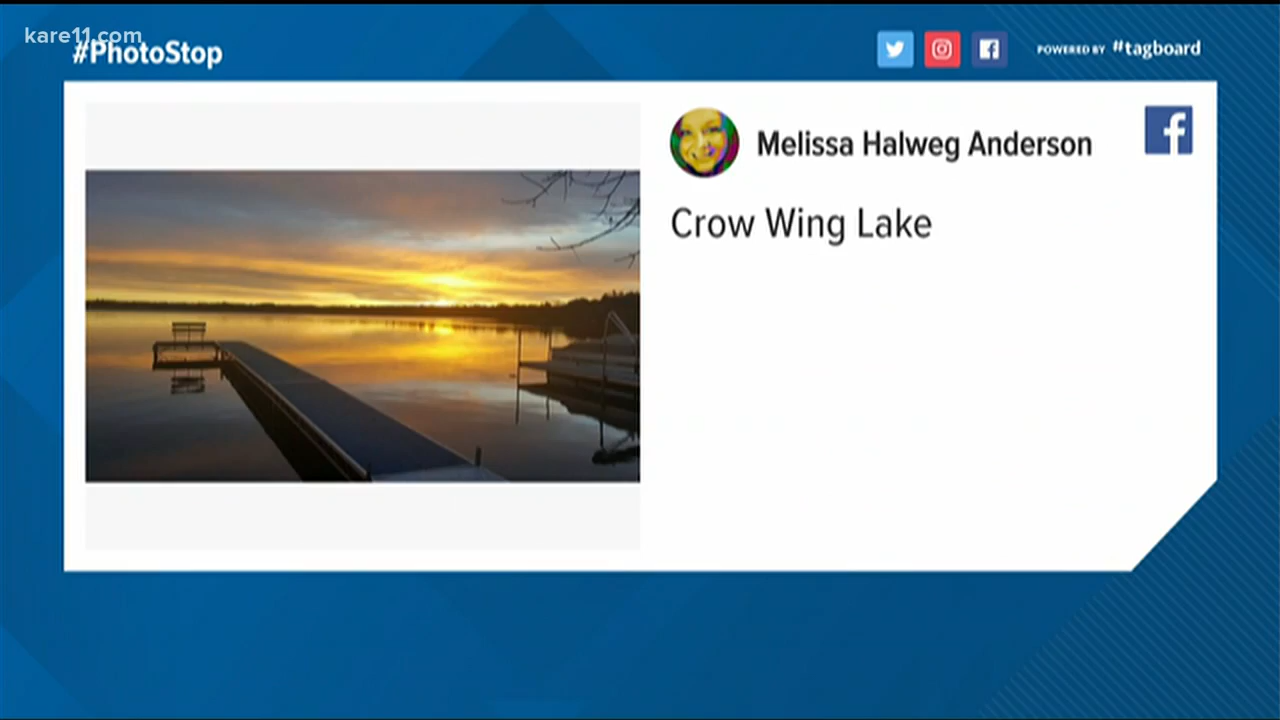 kare11.com
#PhotoStop
POWERED BY #tagboard
Melissa Halweg Anderson
Crow Wing Lake